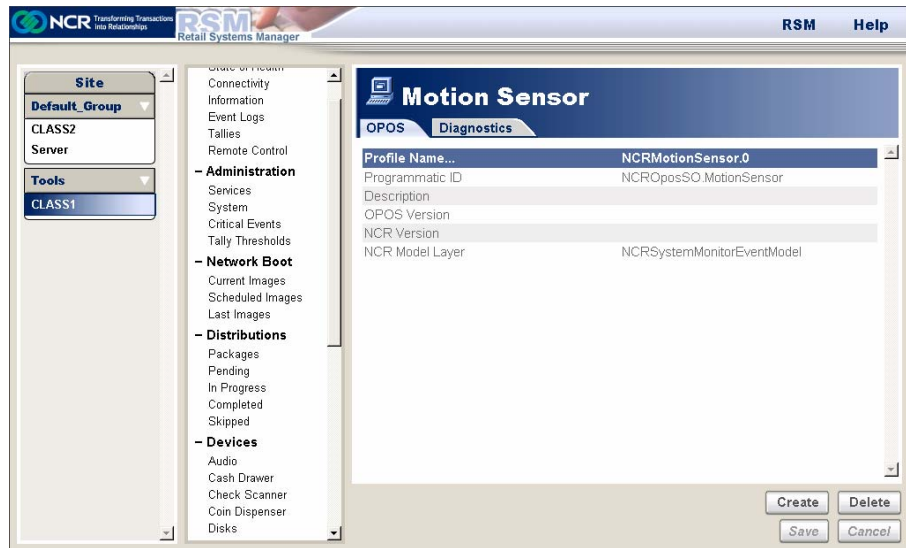 NCR Transforming Transactions Into Relationships
RSM
Retail Systems Manager
RSM Help
Site
Default_Group
CLASS2
Server
Tools
CLASS1
State of Health
Connectivity
Information
Event Logs
Tallies
Remote Control
– Administration
Services
System
Critical Events
Tally Thresholds
– Network Boot
Current Images
Scheduled Images
Last Images
– Distributions
Packages
Pending
In Progress
Completed
Skipped
– Devices
Audio
Cash Drawer
Check Scanner
Coin Dispenser
Disks
Motion Sensor
OPOS Diagnostics
Profile Name... NCRMotionSensor.0
Programmatic ID NCROposSO.MotionSensor
Description
OPOS Version
NCR Version
NCR Model Layer NCRSystemMonitorEventModel
Create Delete
Save Cancel